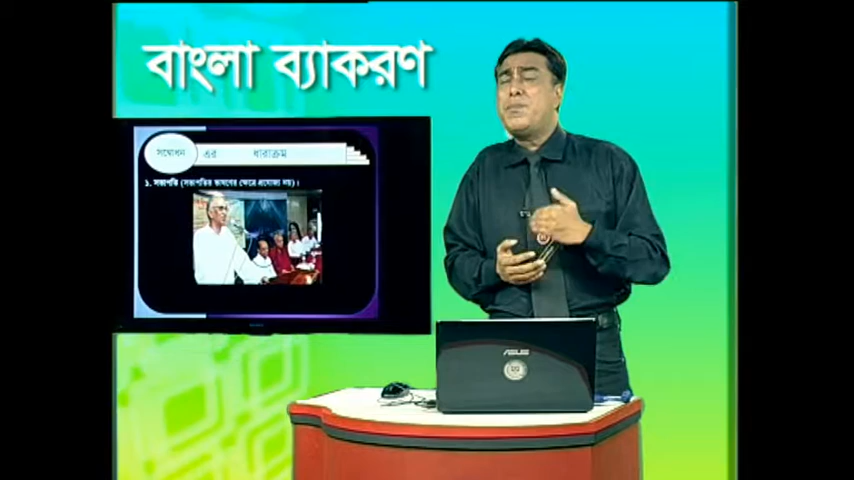 বাংলা ব্যাকরণ
সম্বোধন এর ধারাক্রম
১. সভাপতি (সভাপতির ভাষণের ক্ষেত্রে প্রযোজ্য নয়)।
ASUS